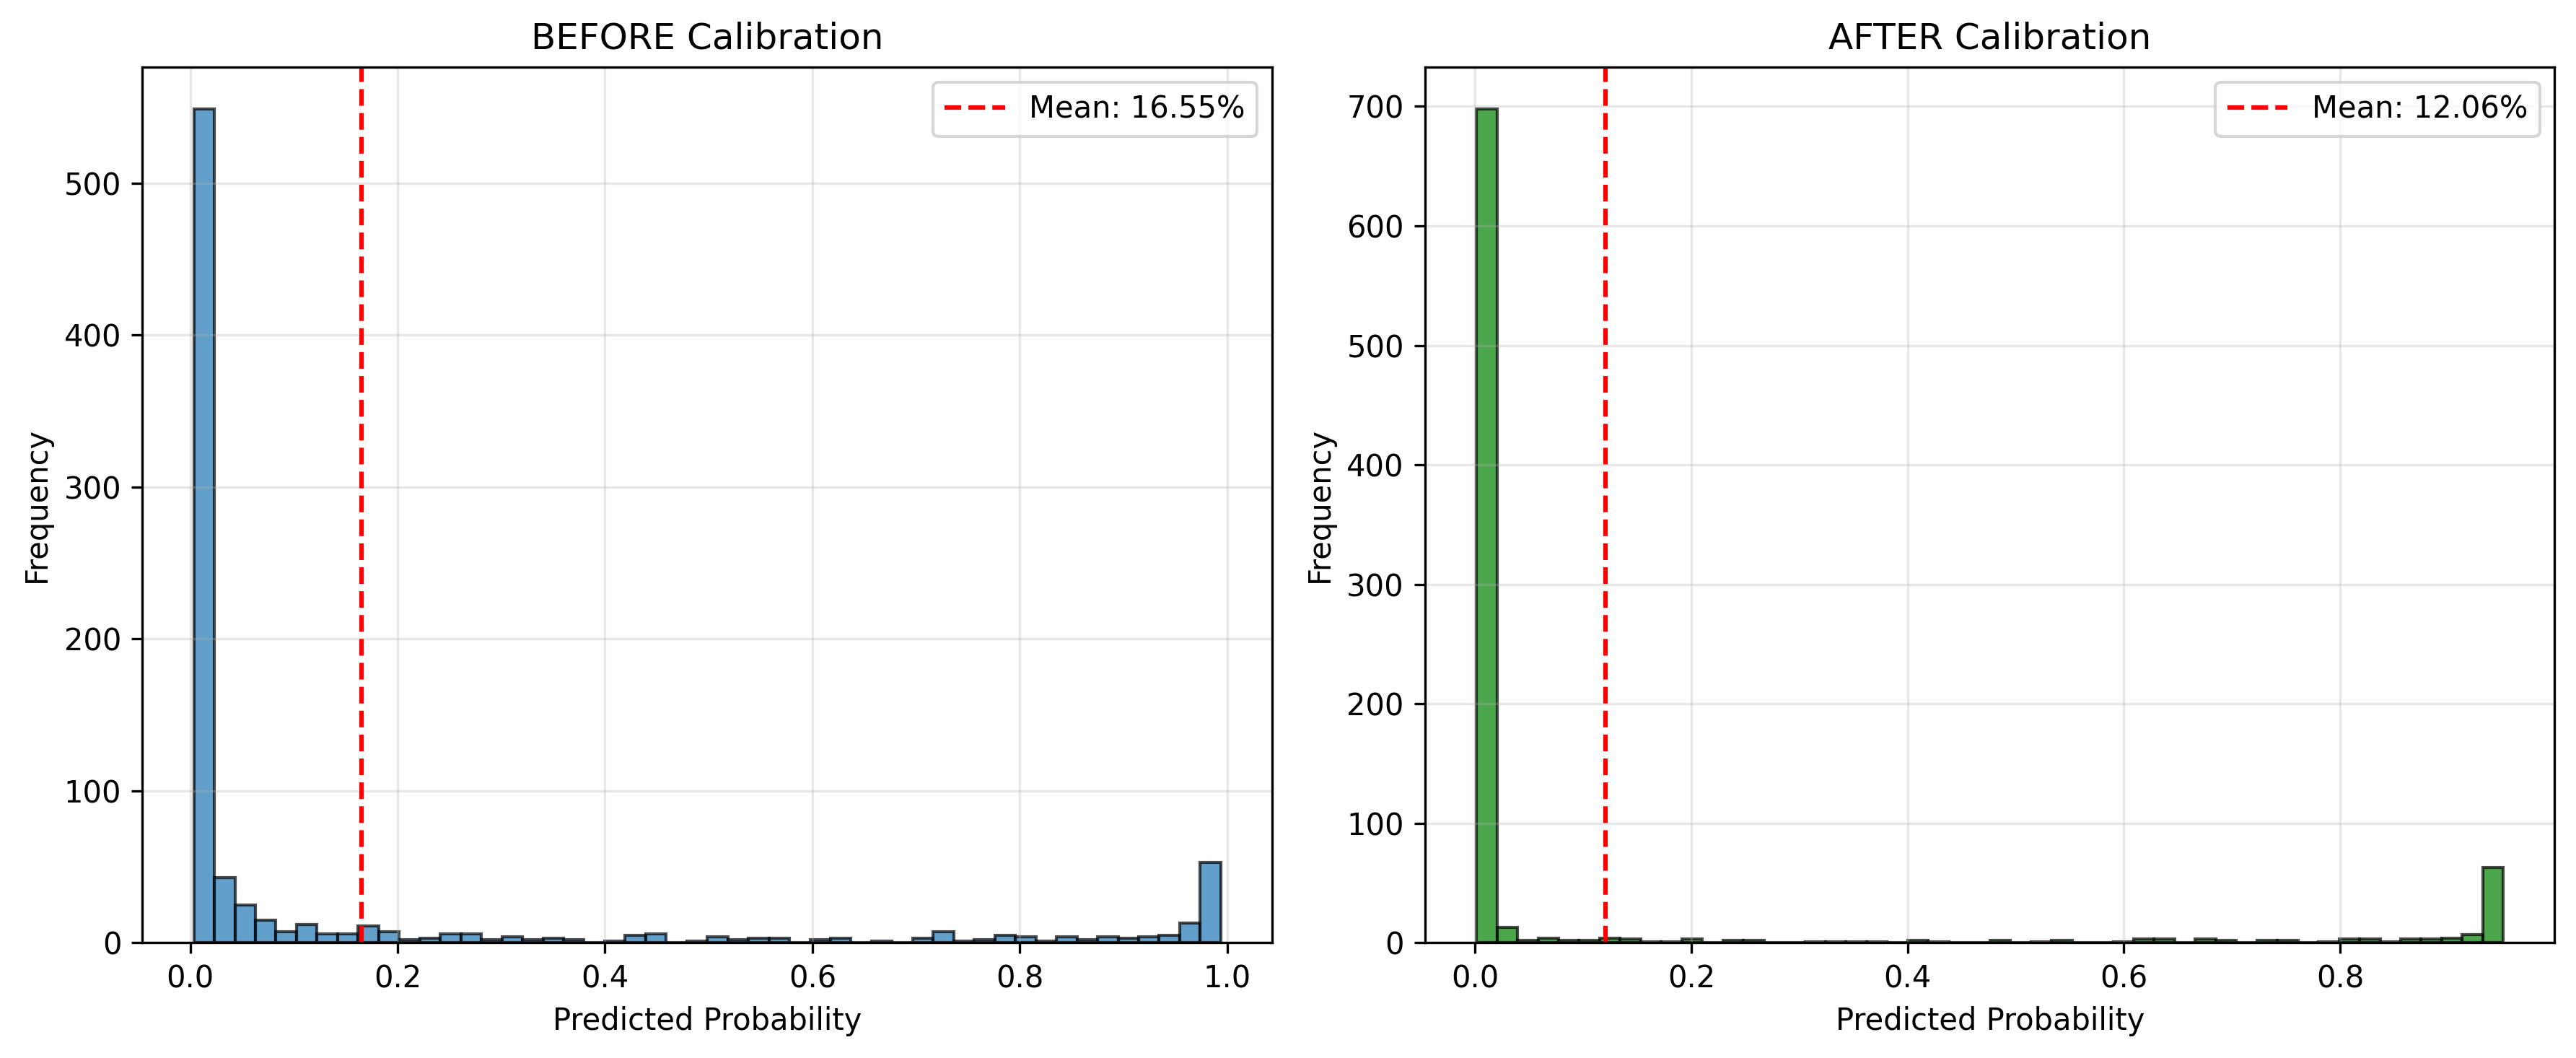 BEFORE Calibration
Mean: 16.55%
Frequency
500
400
300
200
100
0
0.0 0.2 0.4 0.6 0.8 1.0
Predicted Probability
AFTER Calibration
Mean: 12.06%
Frequency
700
600
500
400
300
200
100
0
0.0 0.2 0.4 0.6 0.8
Predicted Probability